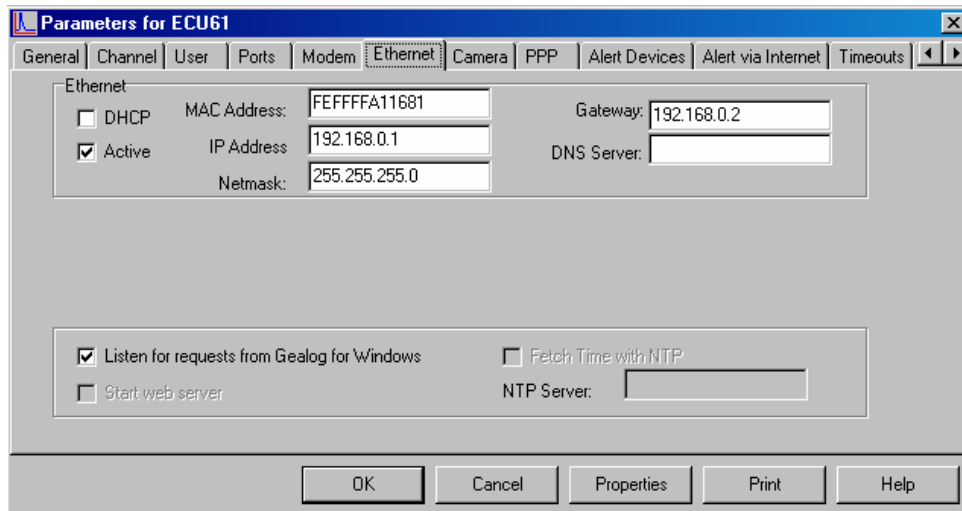 Parameters for ECU61
General Channel User Ports Modem Ethernet Camera PPP Alert Devices Alert via Internet Timeouts
Ethernet
DHCP MAC Address: FEFFFFA11681 Gateway: 192.168.0.2
Active IP Address 192.168.0.1 DNS Server:
Netmask: 255.255.255.0
Listen for requests from Gealog for Windows Fetch Time with NTP
Start web server NTP Server:
OK Cancel Properties Print Help